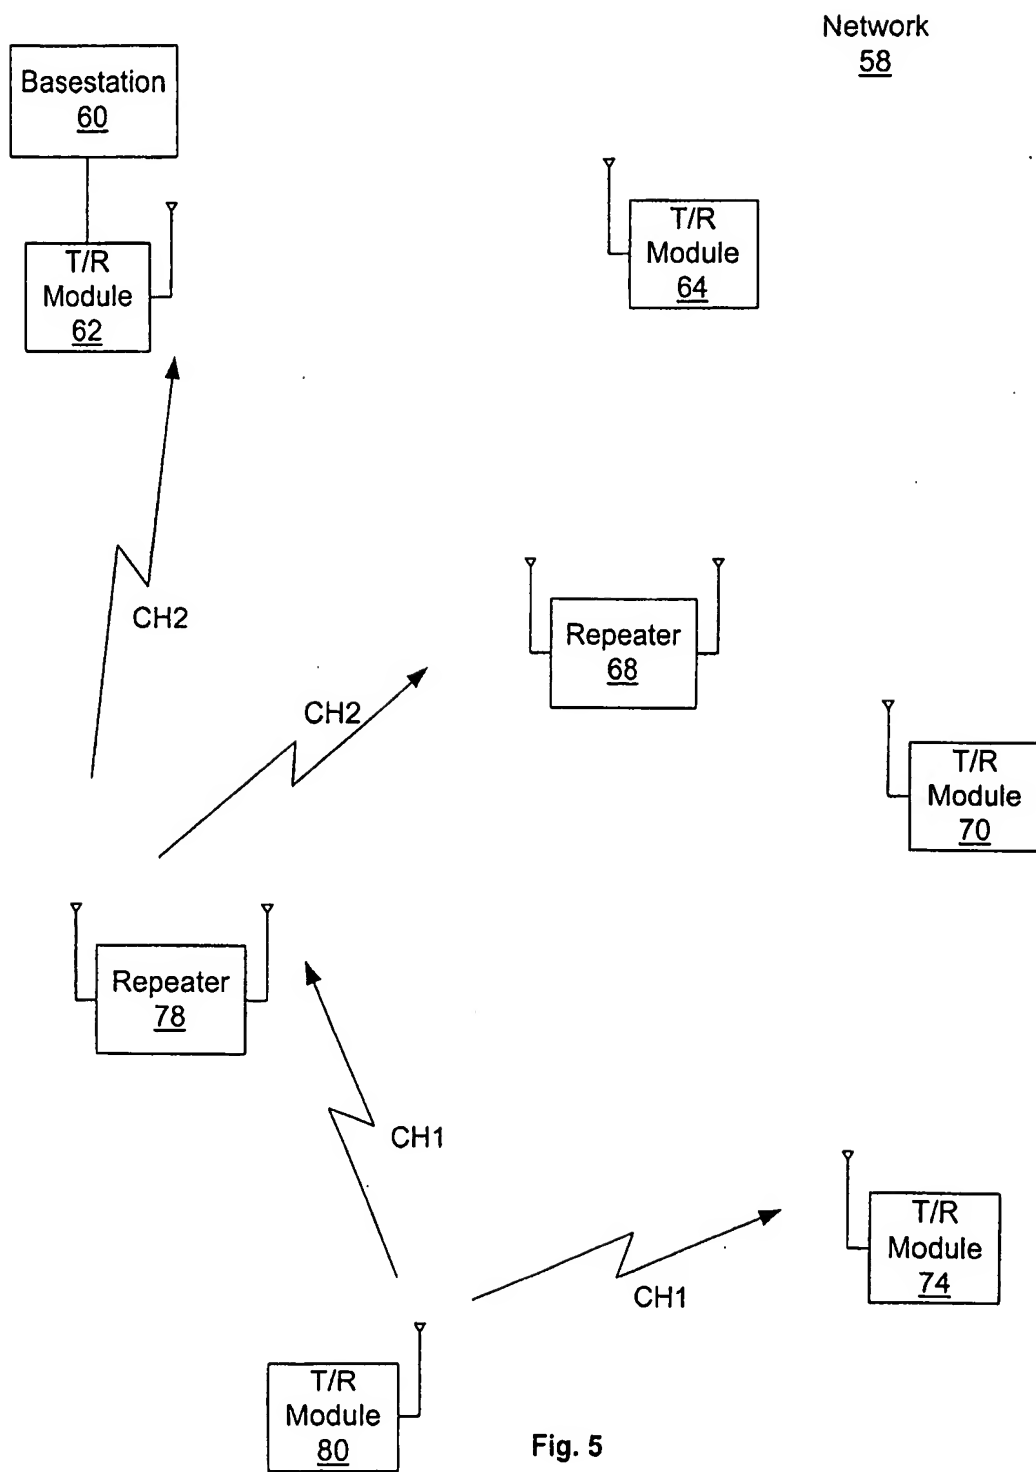 Network
58
Basestation
60
T/R
Module
62
T/R
Module
64
CH2
Repeater
68
CH2
T/R
Module
70
Repeater
78
CH1
T/R
Module
74
CH1
T/R
Module
80
Fig. 5